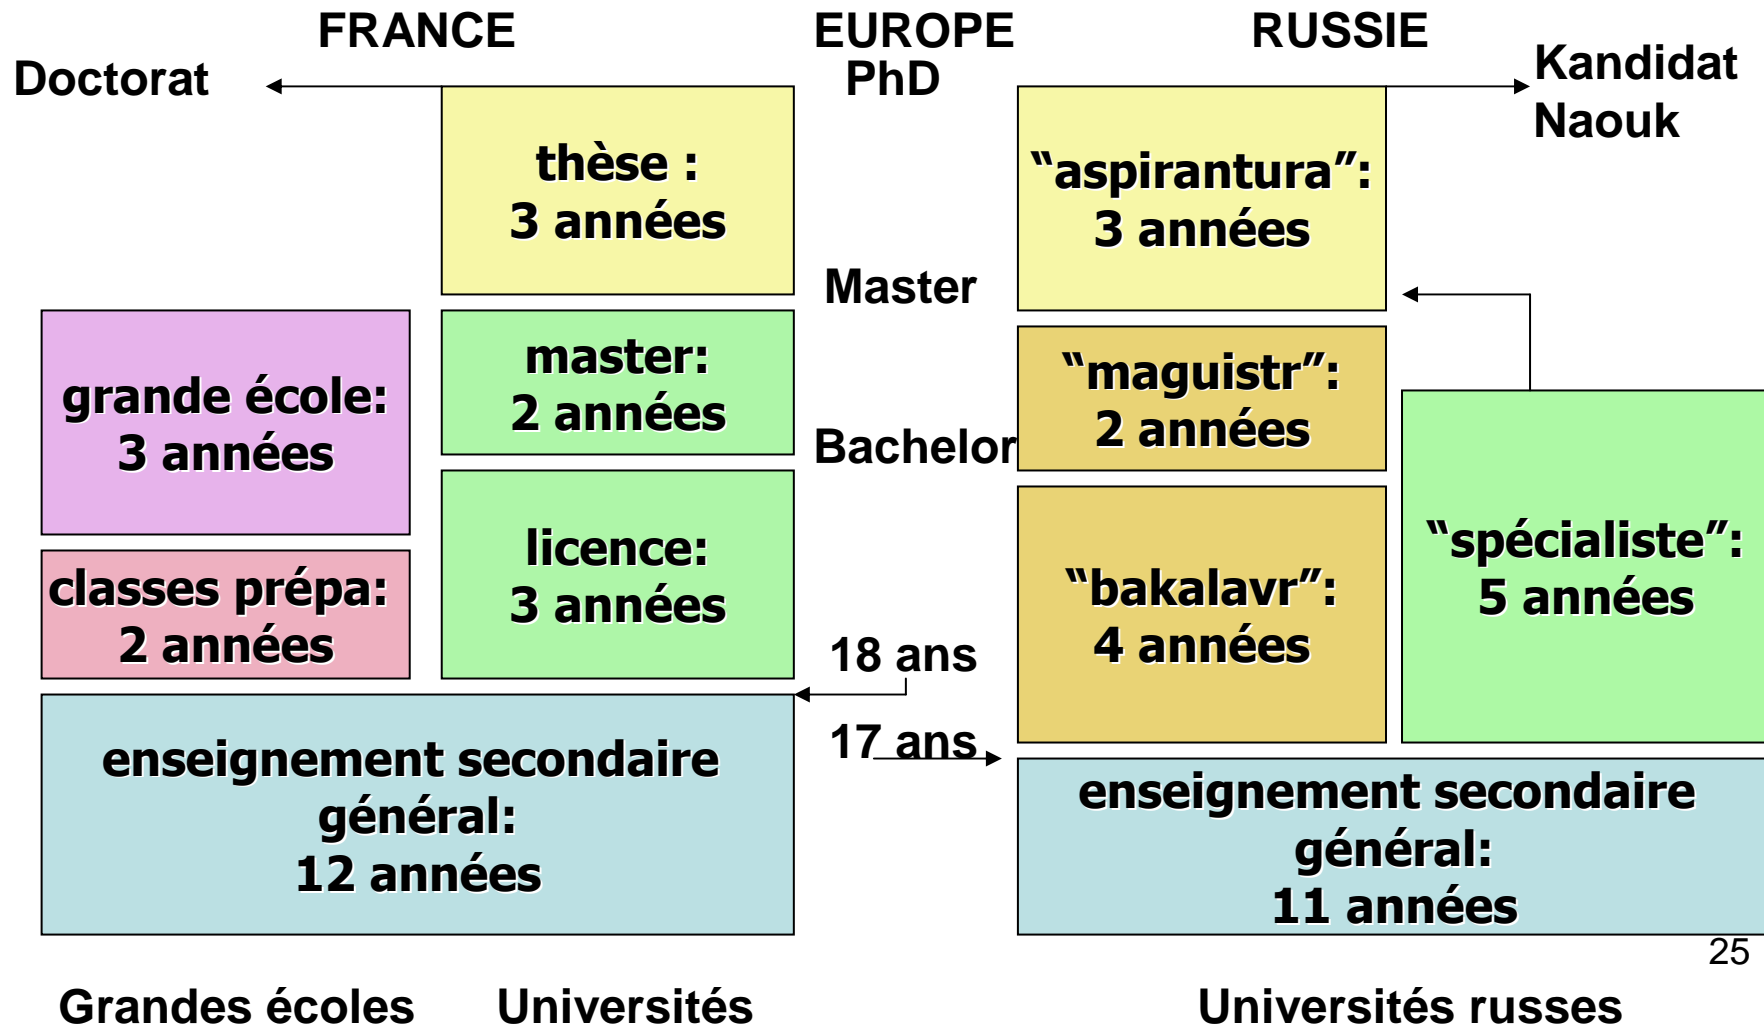 FRANCE
EUROPE
RUSSIE
Doctorat
PhD
Kandidat
Naouk
thèse :
3 années
“aspirantura”:
3 années
Master
grande école:
3 années
master:
2 années
“maguistr”:
2 années
Bachelor
classes prépa:
2 années
licence:
3 années
“bakalavr”:
4 années
“spécialiste”:
5 années
18 ans
17 ans
enseignement secondaire
général:
12 années
enseignement secondaire
général:
11 années
25
Grandes écoles
Universités
Universités russes